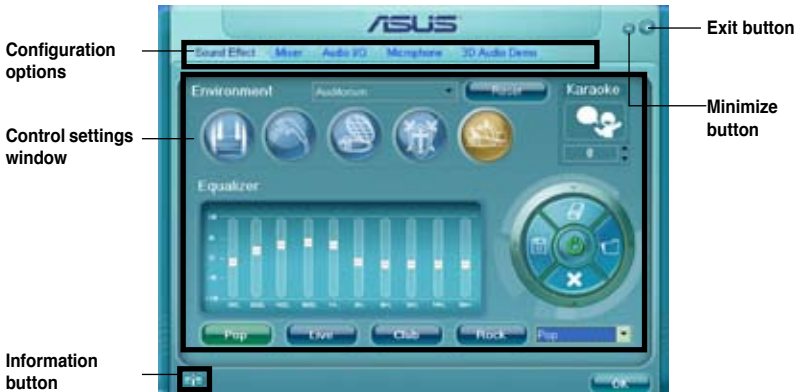 ASUS
Exit button
Configuration options
Sound Effect Mixer Audio I/O Microphone 3D Audio Demo
Minimize button
Environment Auditorium Reset Karaoke
0
Control settings window
Equalizer
Pop Live Club Rock Pop
Information button
i
OK